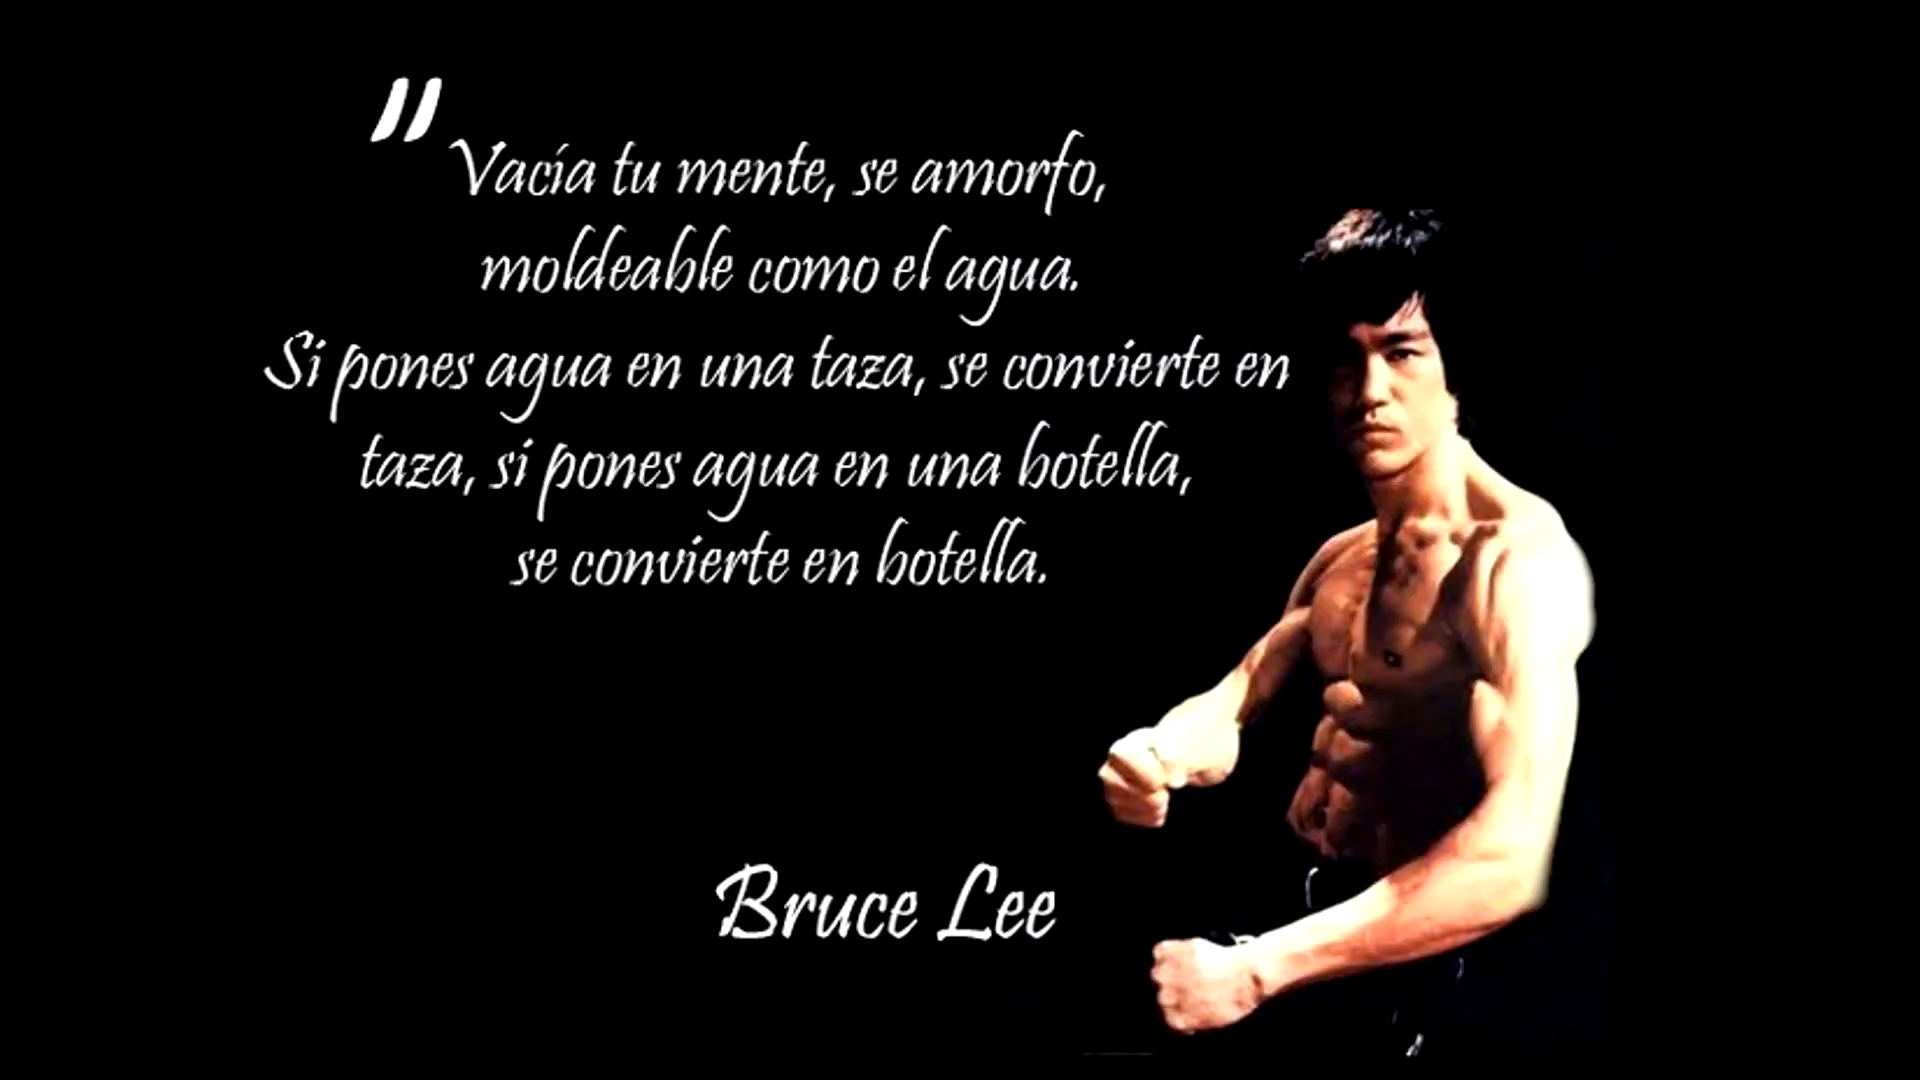 "Vacía tu mente, se amorfo,
moldeable como el agua.
Si pones agua en una taza, se convierte en
taza, si pones agua en una botella,
se convierte en botella.
Bruce Lee